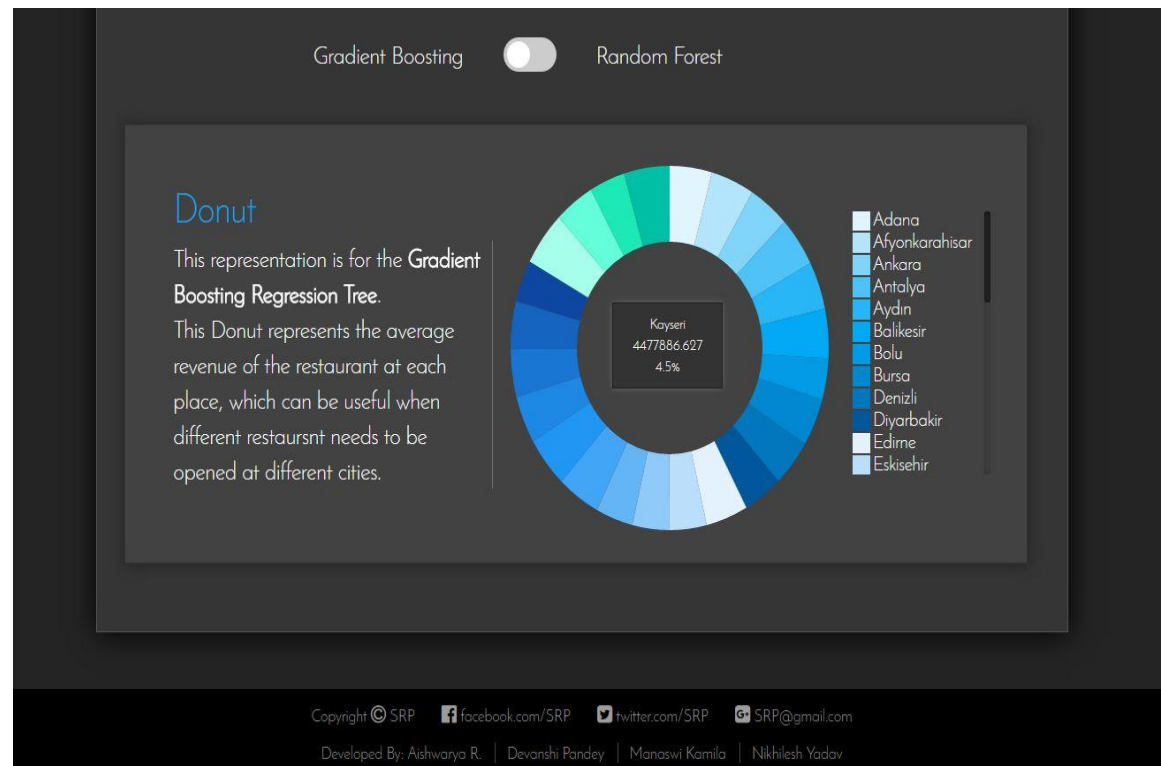 Gradient Boosting Random Forest
Donut
This representation is for the Gradient
Boosting Regression Tree.
This Donut represents the average
revenue of the restaurant at each
place, which can be useful when
different restaursnt needs to be
opened at different cities.
Kayseri
4477886.627
4.5%
Adana
Afyonkarahisar
Ankara
Antalya
Aydın
Balikesir
Bolu
Bursa
Denizli
Diyarbakir
Edirne
Eskisehir
Copyright © SRP facebook.com/SRP twitter.com/SRP G+ SRP@gmail.com
Developed By: Aishwarya R. | Devanshi Pandey | Manaswi Kamila | Nikhilesh Yadav